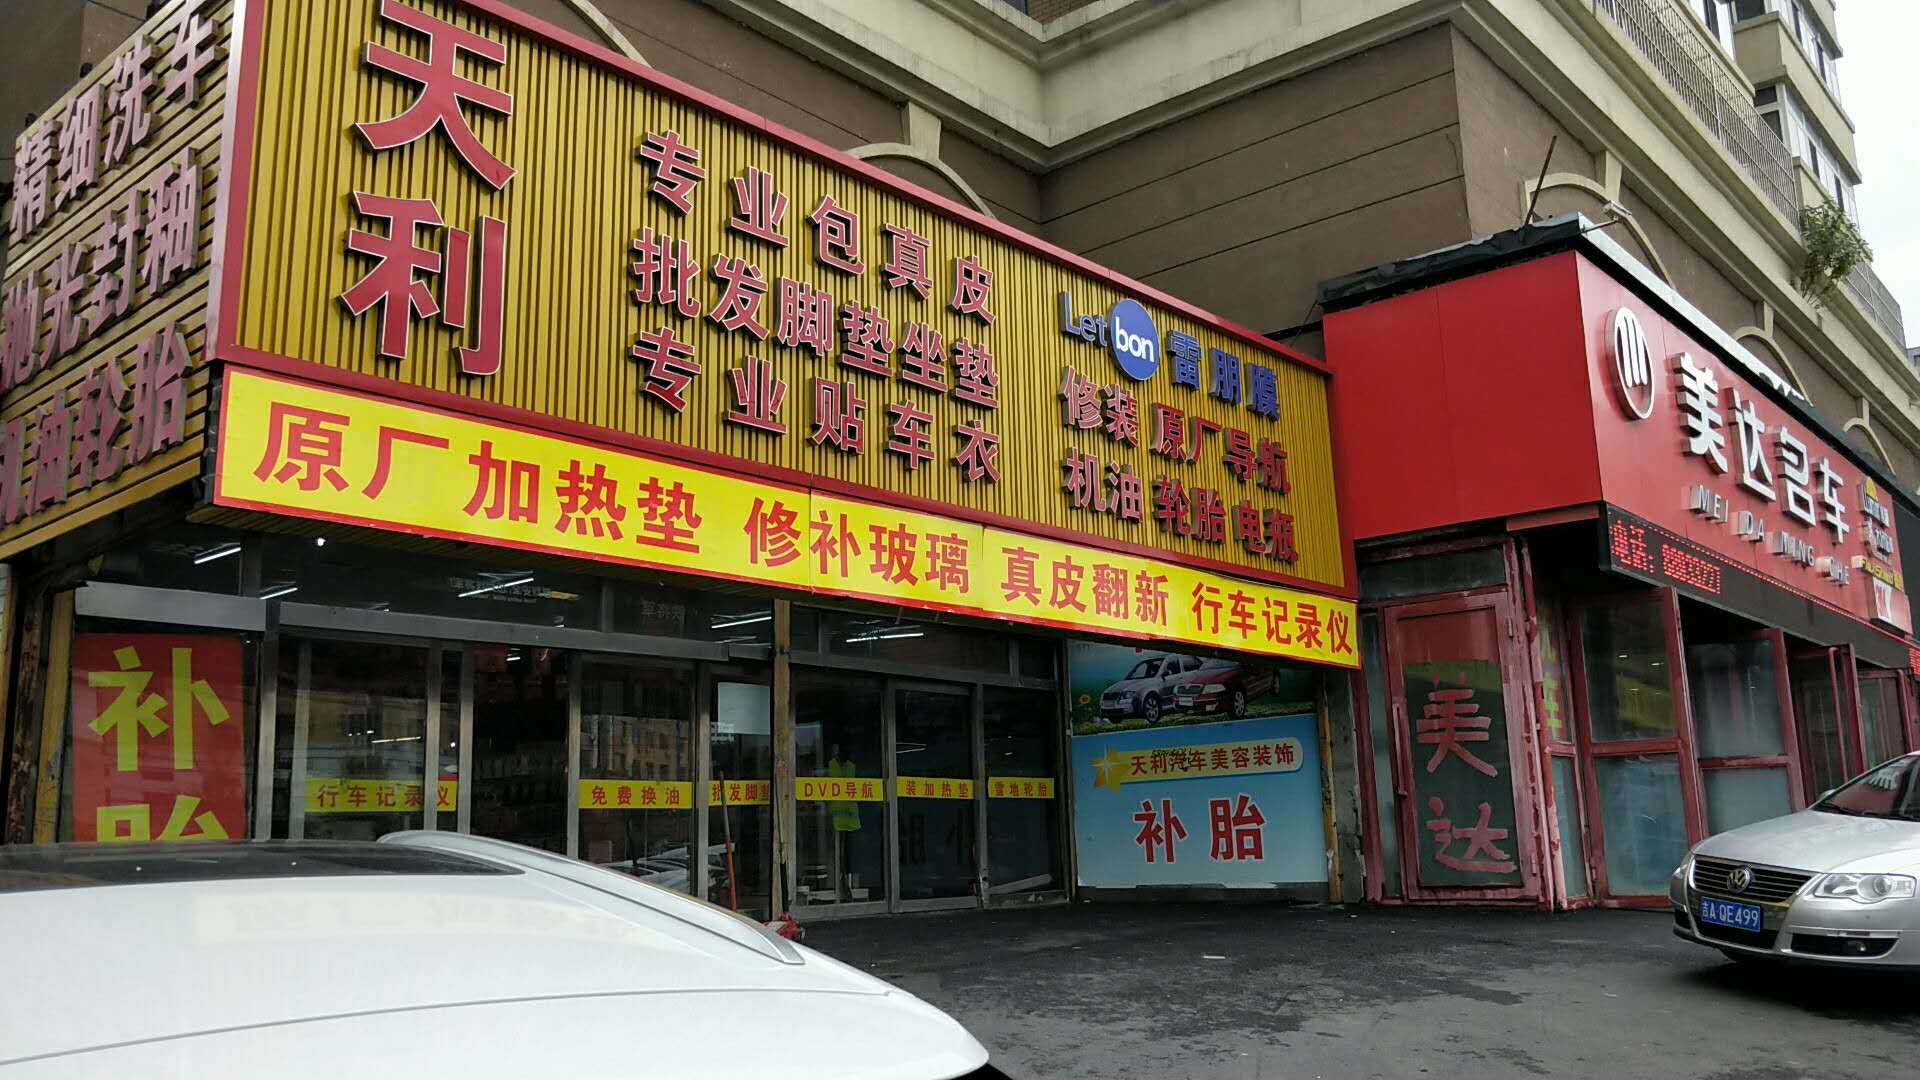 精细洗车
抛光封釉
机油轮胎
天利
专业包真皮
批发脚垫坐垫
专业贴车衣
Letbon 雷朋膜
修装 原厂导航
机油 轮胎 电瓶
原厂加热垫 修补玻璃 真皮翻新 行车记录仪
补胎
行车记录仪
免费换油
批发脚垫
DVD导航
装加热垫
雪地轮胎
天利汽车美容装饰
补胎
美达名车
MEI DA MING CHE
电话:
美达
吉A QE499